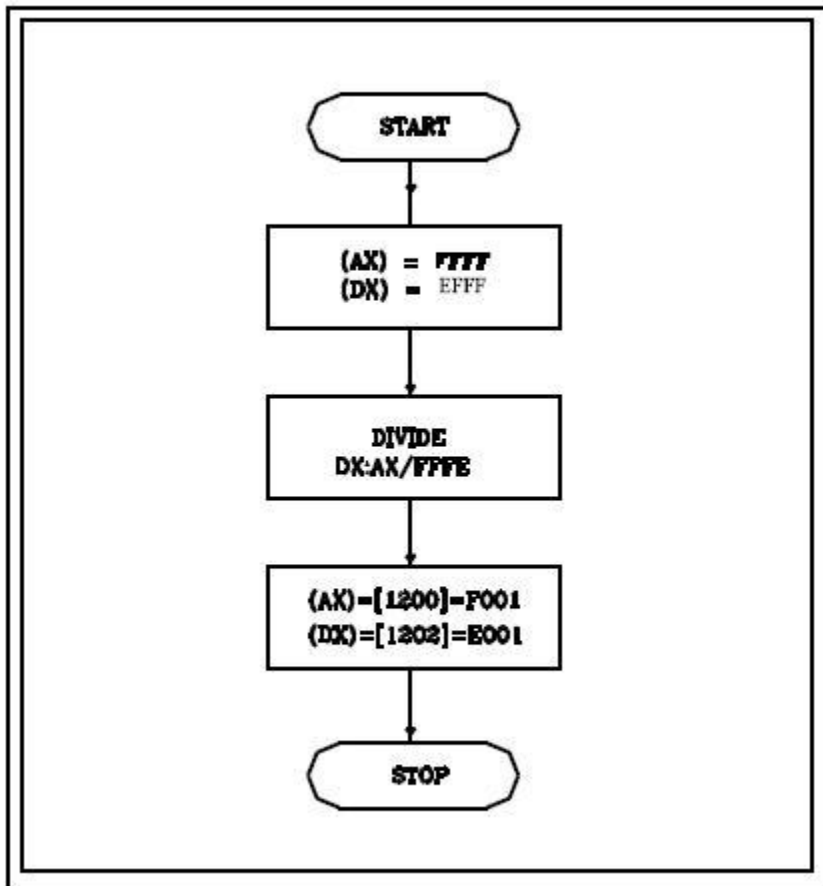 START
(AX) = FFFF
(DX) = EFFF
DIVIDE
DX:AX/FFFE
(AX)=[1200]=F001
(DX)=[1202]=E001
STOP